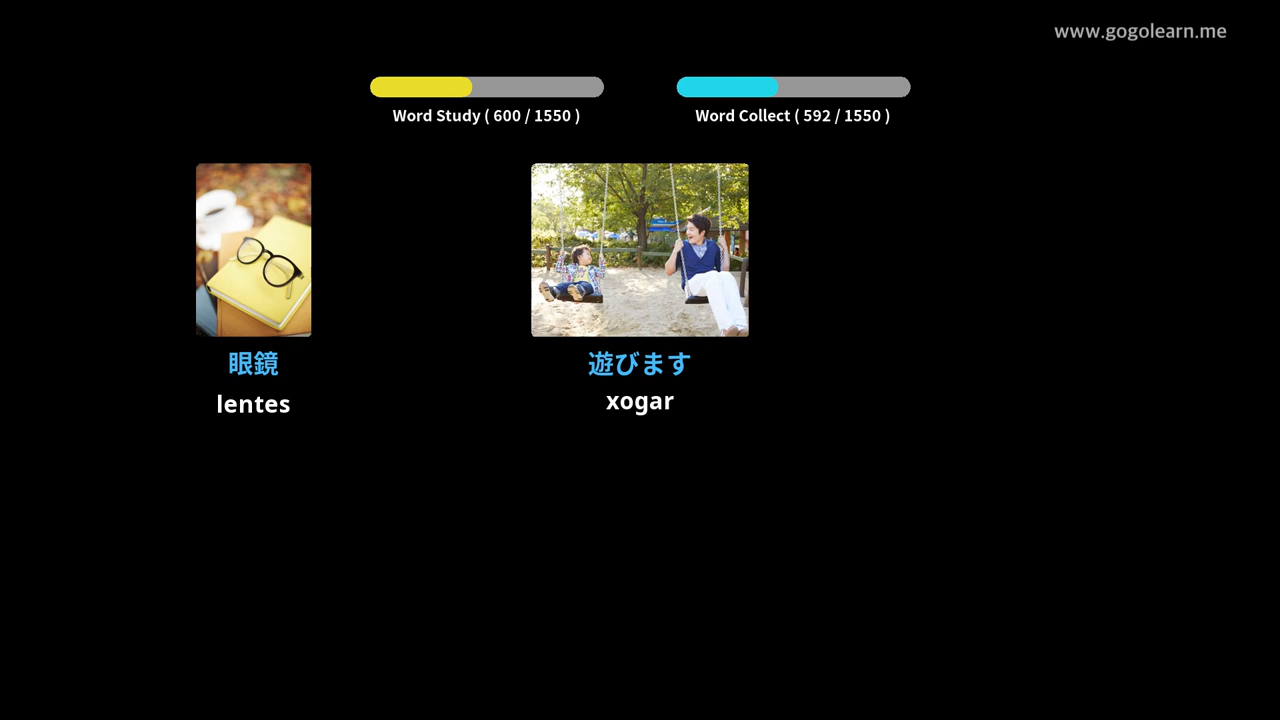 www.gogolearn.me
Word Study ( 600 / 1550 )
Word Collect ( 592 / 1550 )
眼鏡
lentes
遊びます
xogar